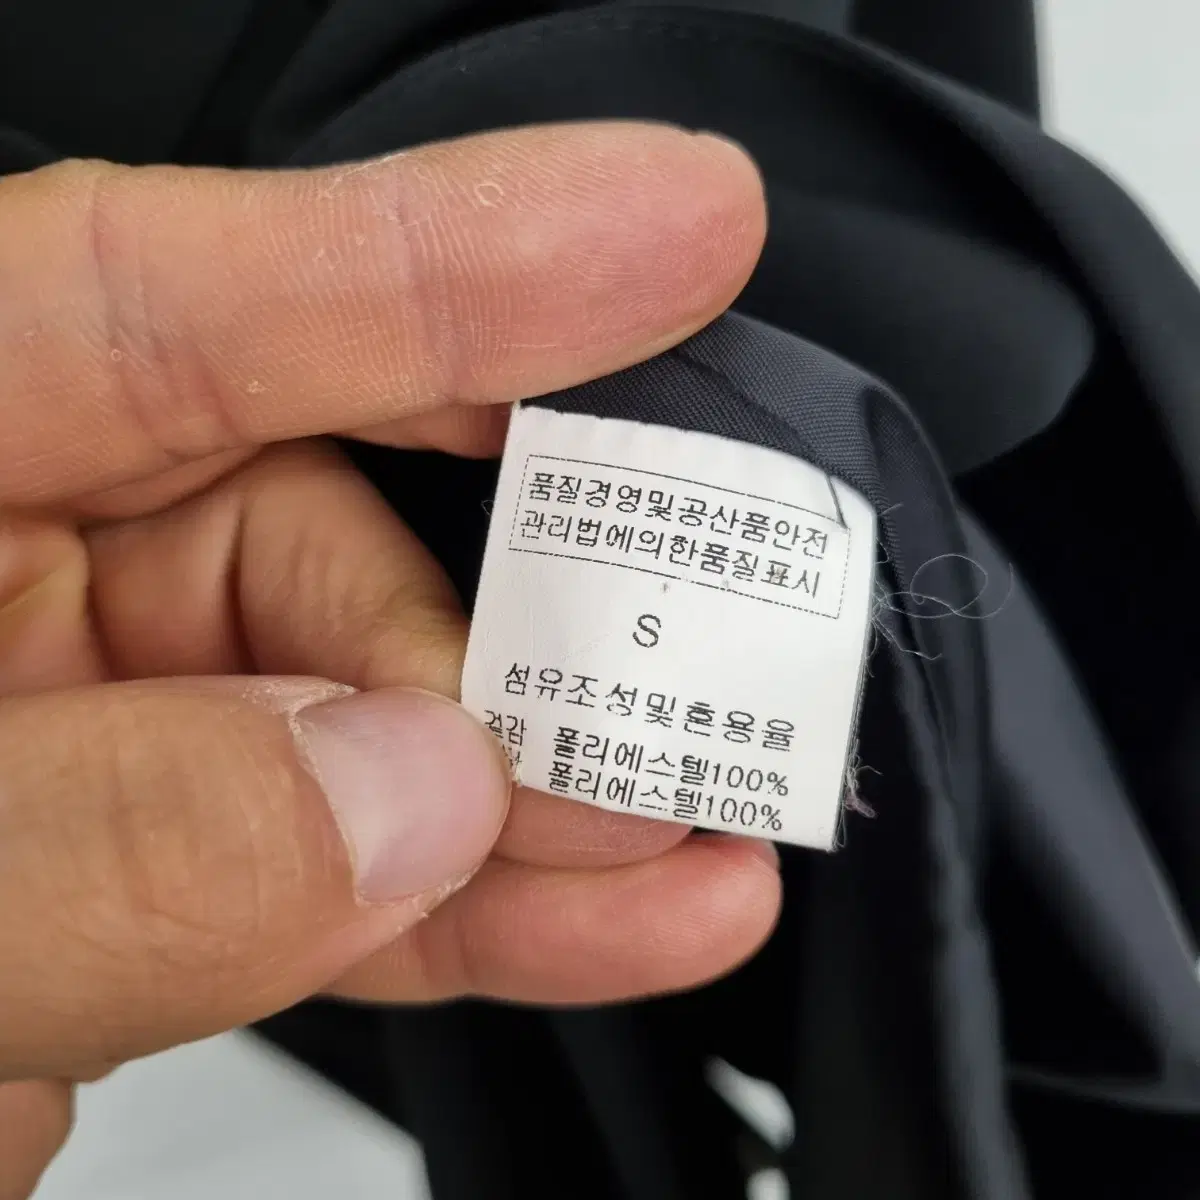 품질경영및공산품안전
관리법에의한품질표시
S
섬유조성및혼용율
겉감 폴리에스텔100%
폴리에스텔100%